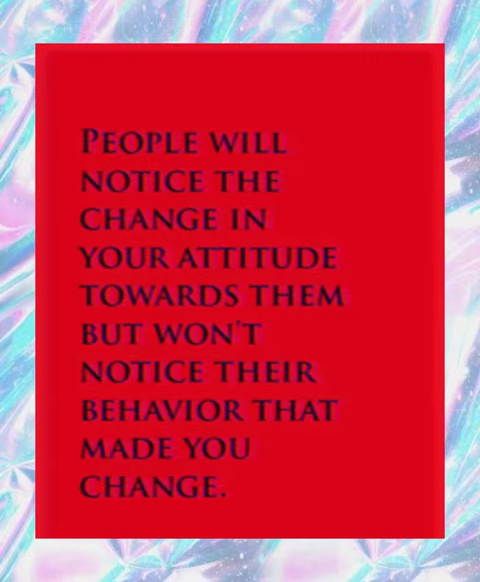 PEOPLE WILL
NOTICE THE
CHANGE IN
YOUR ATTITUDE
TOWARDS THEM
BUT WON'T
NOTICE THEIR
BEHAVIOR THAT
MADE YOU
CHANGE.